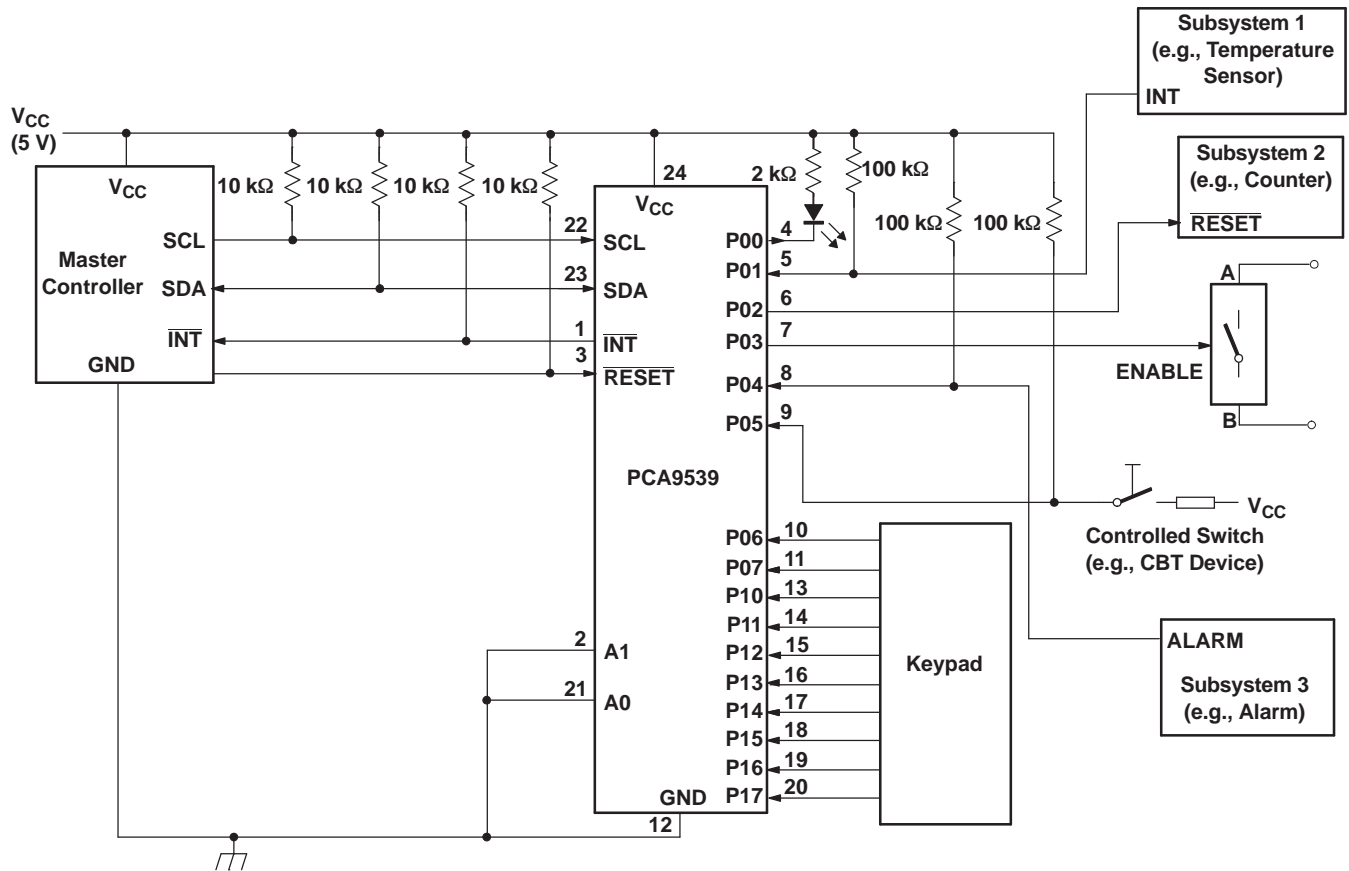 Subsystem 1
(e.g., Temperature
Sensor)
INT
VCC
(5 V)
Subsystem 2
(e.g., Counter)
RESET
VCC
10 kΩ
10 kΩ
10 kΩ
10 kΩ
24
VCC
2 kΩ
100 kΩ
100 kΩ
100 kΩ
Master
Controller
SCL
SDA
INT
GND
22
23
1
3
SCL
SDA
INT
RESET
P00
P01
P02
P03
P04
P05
4
5
6
7
8
9
A
ENABLE
B
PCA9539
VCC
Controlled Switch
(e.g., CBT Device)
P06
P07
P10
P11
P12
P13
P14
P15
P16
P17
10
11
13
14
15
16
17
18
19
20
Keypad
2
A1
21
A0
GND
12
ALARM
Subsystem 3
(e.g., Alarm)